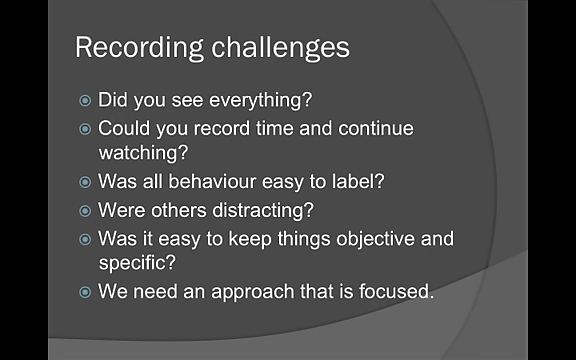 Recording challenges
Did you see everything?
Could you record time and continue
watching?
Was all behaviour easy to label?
Were others distracting?
Was it easy to keep things objective and
specific?
We need an approach that is focused.